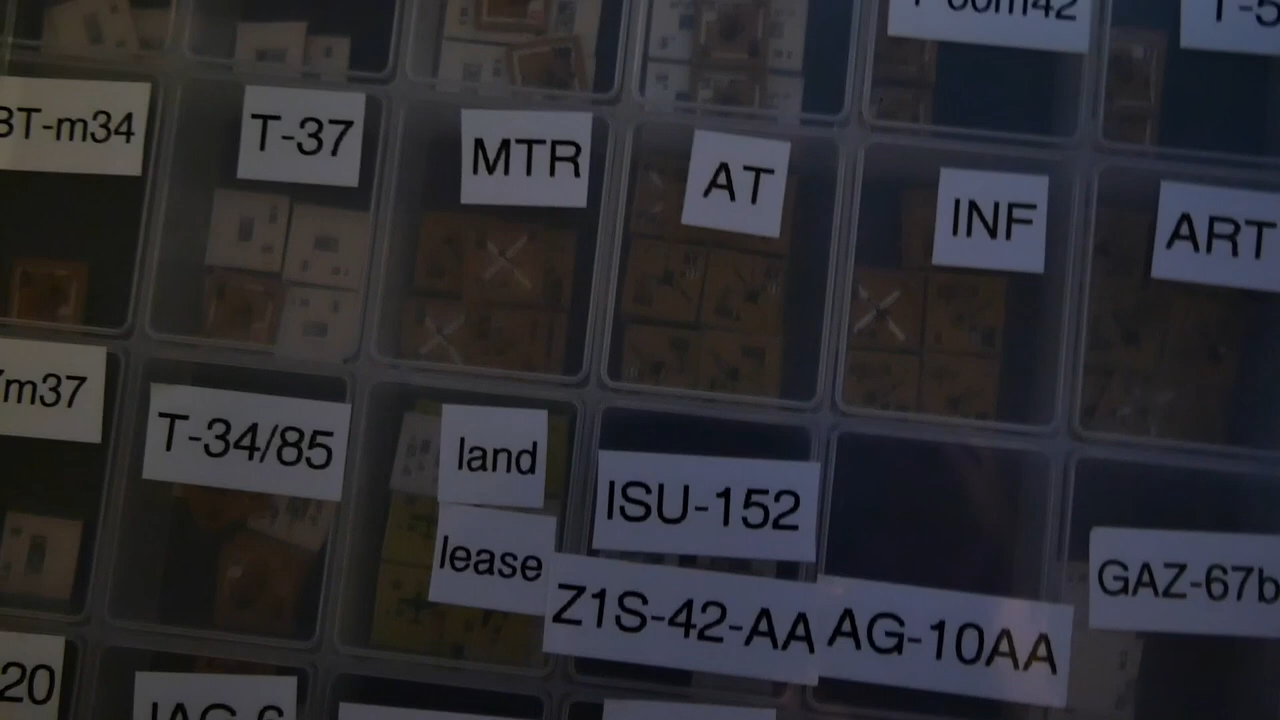 BT-m34
T-37
MTR
AT
INF
ART
m37
T-34/85
land
lease
ISU-152
Z1S-42-AA
AG-10AA
GAZ-67b
20